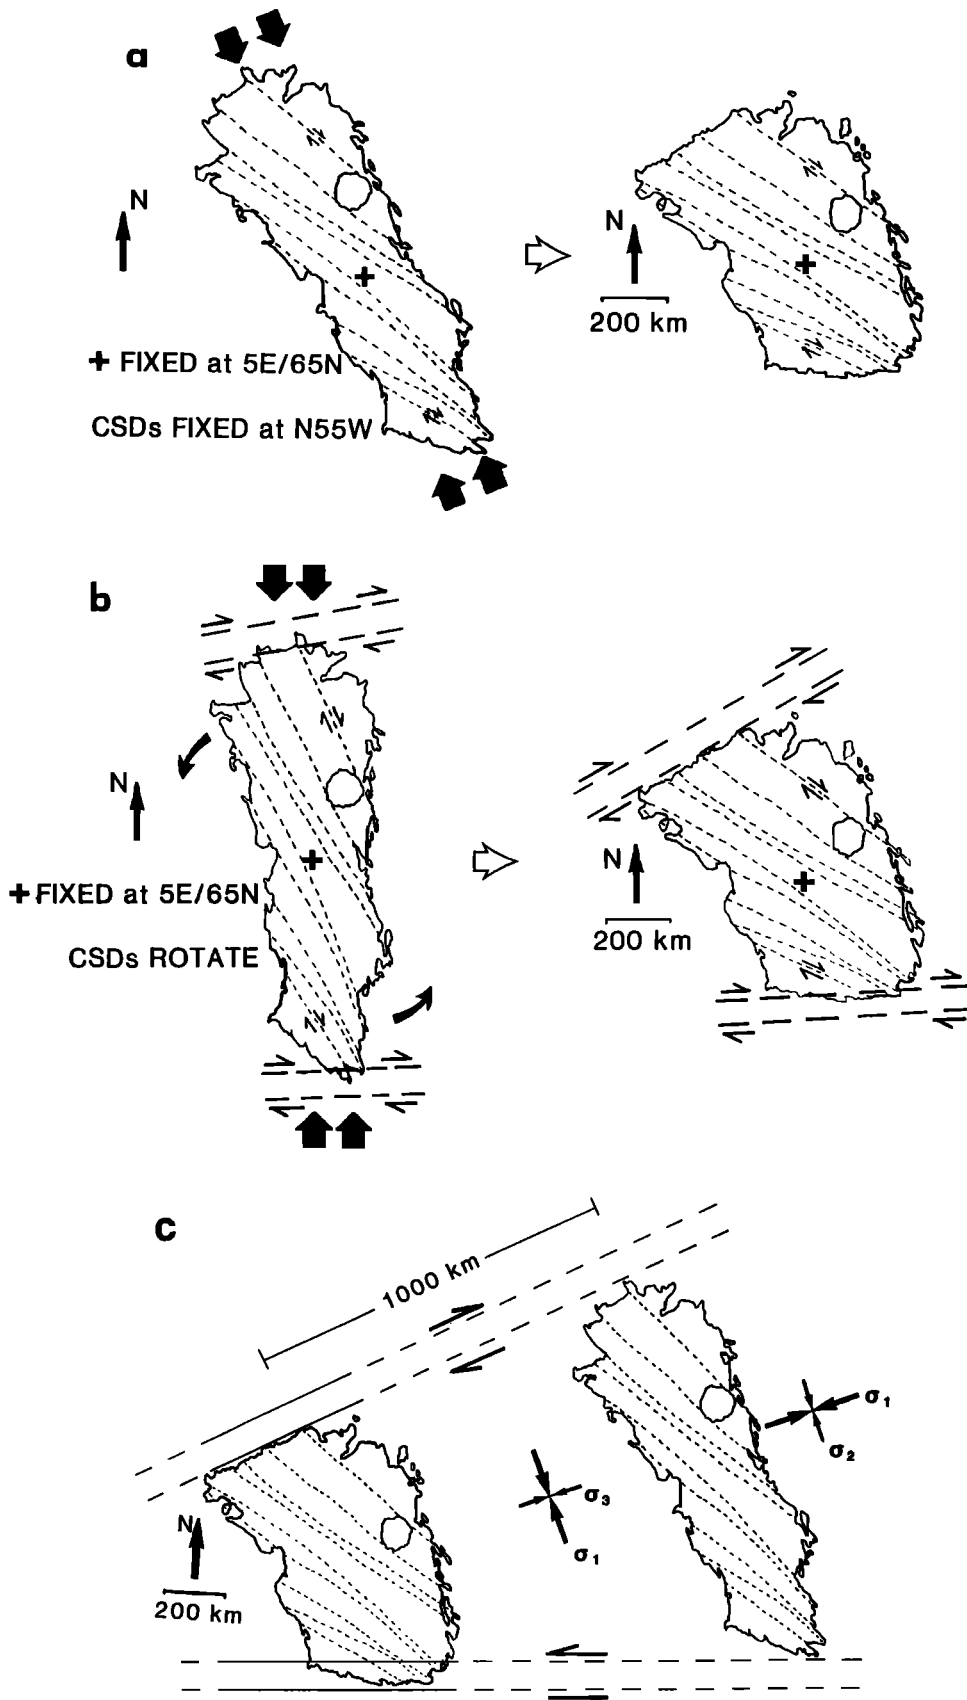 a
N
N
200 km
+ FIXED at 5E/65N
CSDs FIXED at N55W
b
N
N
+ FIXED at 5E/65N
200 km
CSDs ROTATE
c
1000 km
σ1
σ2
σ3
σ1
N
200 km